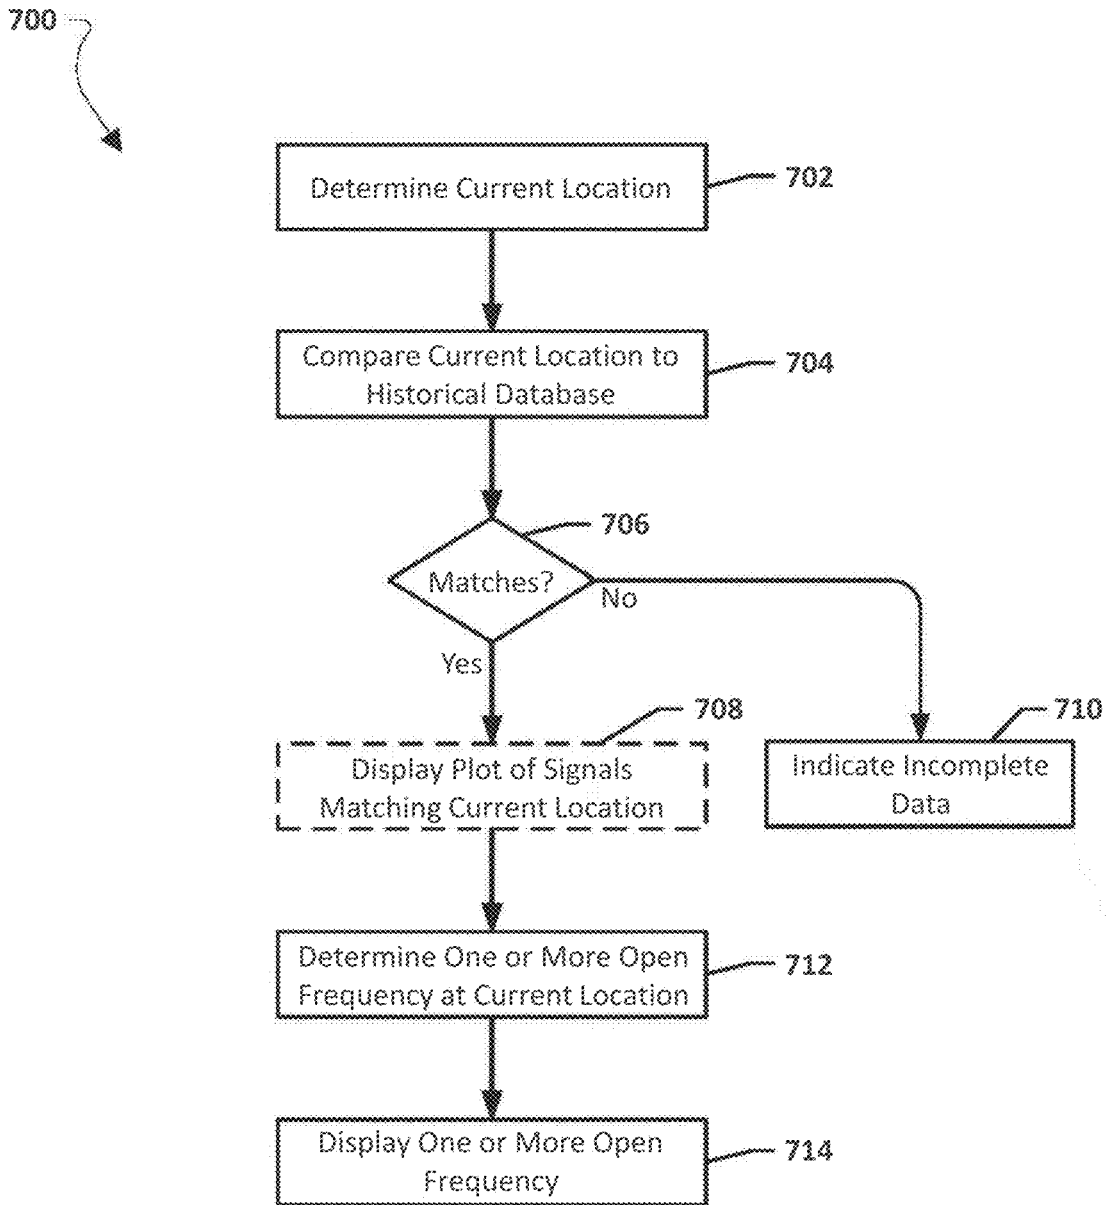 700
Determine Current Location
702
Compare Current Location to
Historical Database
704
706
Matches?
No
Yes
708
710
Display Plot of Signals
Matching Current Location
Indicate Incomplete
Data
Determine One or More Open
Frequency at Current Location
712
Display One or More Open
Frequency
714